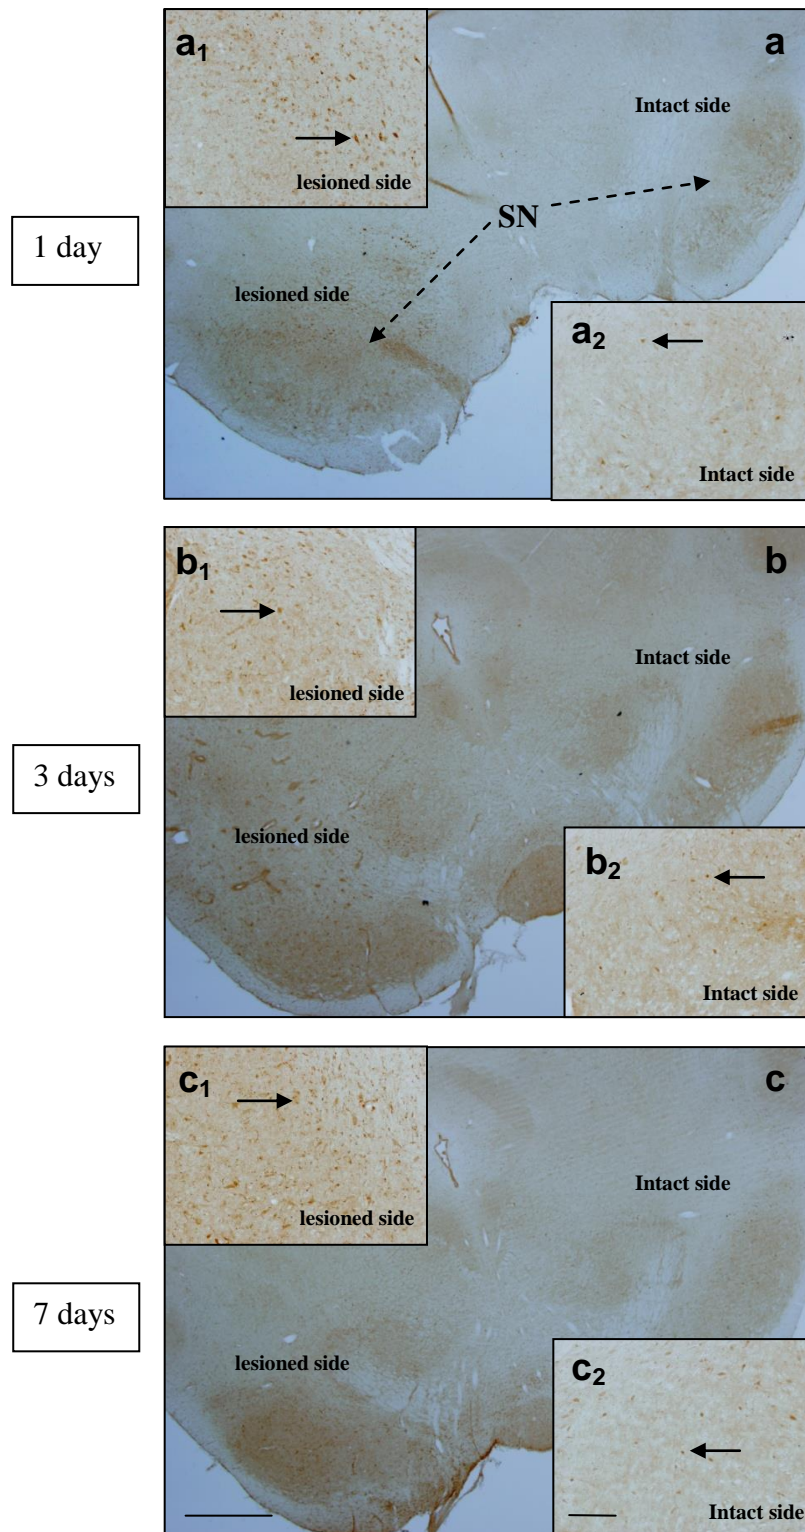 a₁
a
Intact side
lesioned side
SN
1 day
lesioned side
a₂
Intact side
b₁
b
Intact side
lesioned side
3 days
lesioned side
b₂
Intact side
c₁
c
Intact side
lesioned side
7 days
lesioned side
c₂
Intact side